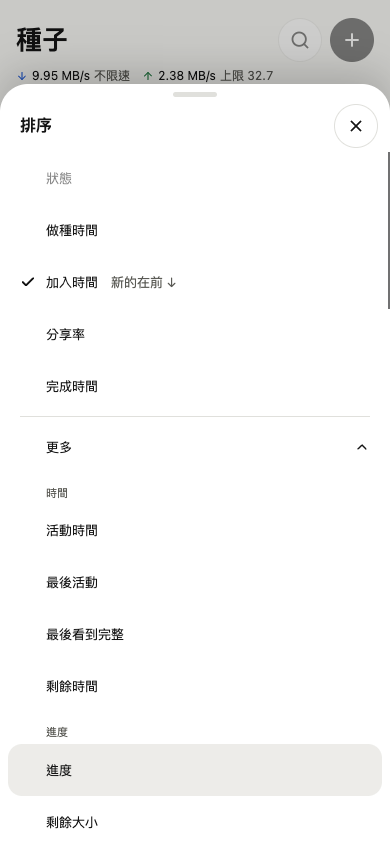 種子
↓ 9.95 MB/s 不限速 ↑ 2.38 MB/s 上限 32.7
排序
狀態
做種時間
加入時間 新的在前 ↓
分享率
完成時間
更多
時間
活動時間
最後活動
最後看到完整
剩餘時間
進度
進度
剩餘大小